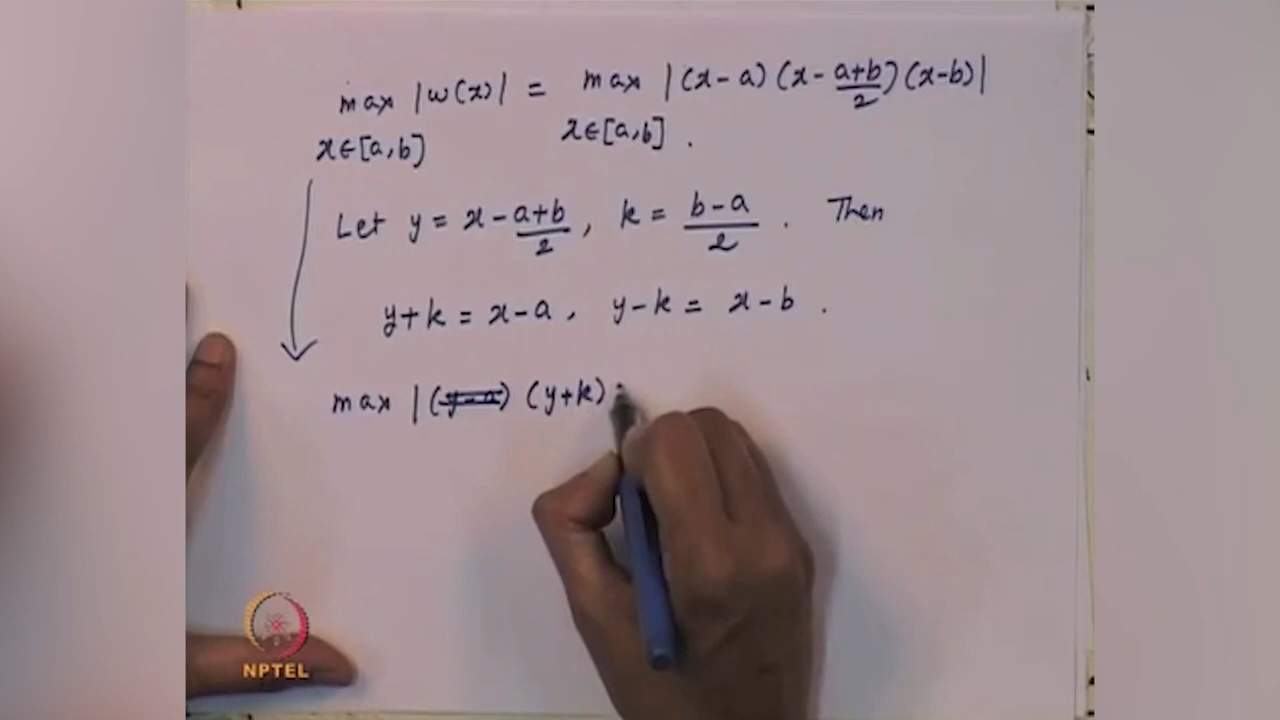 max |w(x)| = max |(x-a)(x-a+b/2)(x-b)|
x∈[a,b] x∈[a,b].
Let y = x - a+b/2, k = b-a/2. Then
y+k = x-a, y-k = x-b.
max | (y+k)
NPTEL